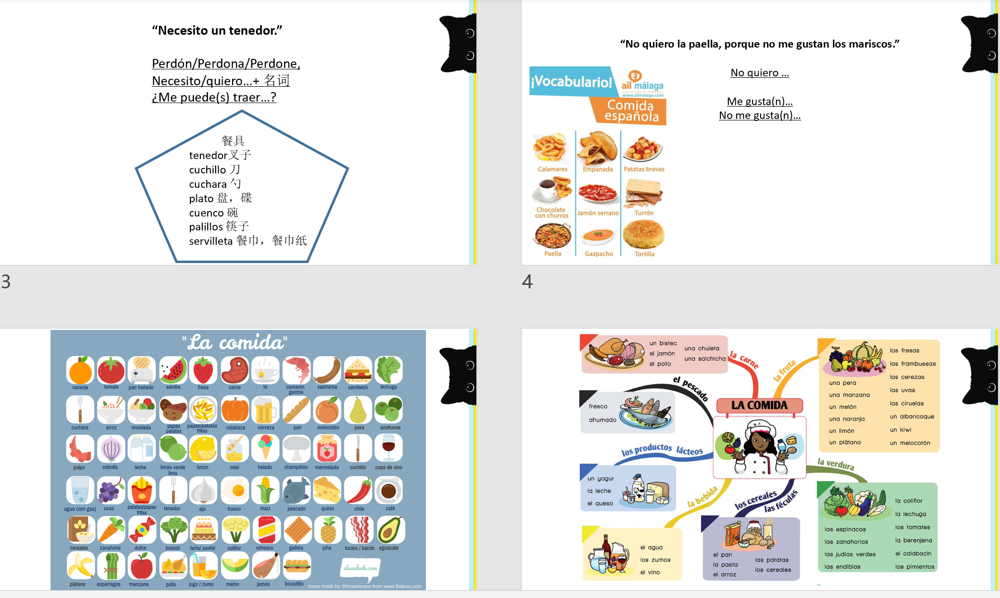 “Necesito un tenedor.”
Perdón/Perdona/Perdone,
Necesito/quiero...+ 名词
¿Me puede(s) traer...?
餐具
tenedor叉子
cuchillo 刀
cuchara 勺
plato 盘，碟
cuenco 碗
palillos 筷子
servilleta 餐巾，餐巾纸
3
“No quiero la paella, porque no me gustan los mariscos.”
No quiero ...
Me gusta(n)...
No me gusta(n)...
¡Vocabulario!
ail málaga
¡LOCOS POR EL ESPAÑOL!
www.ailmalaga.com
Comida
española
Calamares Empanada Patatas bravas
Chocolate
con churros
Jamón serrano Turrón
Paella Gazpacho Tortilla
4
"La comida"
naranja tomate pan tostado sandía fresa carne té camarón
gamba
salchicha sándwich lechuga
cuchara arroz ensalada papas
patatas
papas/patatas
fritas
calabaza cerveza pan melocotón pera aceitunas
pulpo cebolla leche limón verde
lima
limón miel helado champiñón mermelada cuchillo copa de vino
agua (con gas) uvas patatas/papas
fritas
tenedor ajo huevo maíz pescado queso chile café
cereales zanahoria dulce brócoli tarta/ pastel coliflor refresco galleta piña tocino / bacón aguacate
plátano espárragos manzana pollo jugo / zumo melón jamón bocadillo
clasedeele.com
Icons made by Shmashicons from www.flaticon.com
LA COMIDA
la carne
un bistec
el jamón
el pollo
una chuleta
una salchicha
el pescado
fresco
ahumado
los productos lácteos
un yogur
la leche
el queso
la bebida
el agua
los zumos
el vino
los cereales
las féculas
el pan
la pasta
el arroz
las patatas
los cereales
la fruta
una pera
una manzana
un melón
una naranja
un limón
un plátano
las fresas
las frambuesas
las cerezas
las uvas
las ciruelas
un albaricoque
un kiwi
un melocotón
la verdura
las espinacas
las zanahorias
las judias verdes
las endibias
la coliflor
la lechuga
los tomates
la berenjena
el calabacín
los pimientos